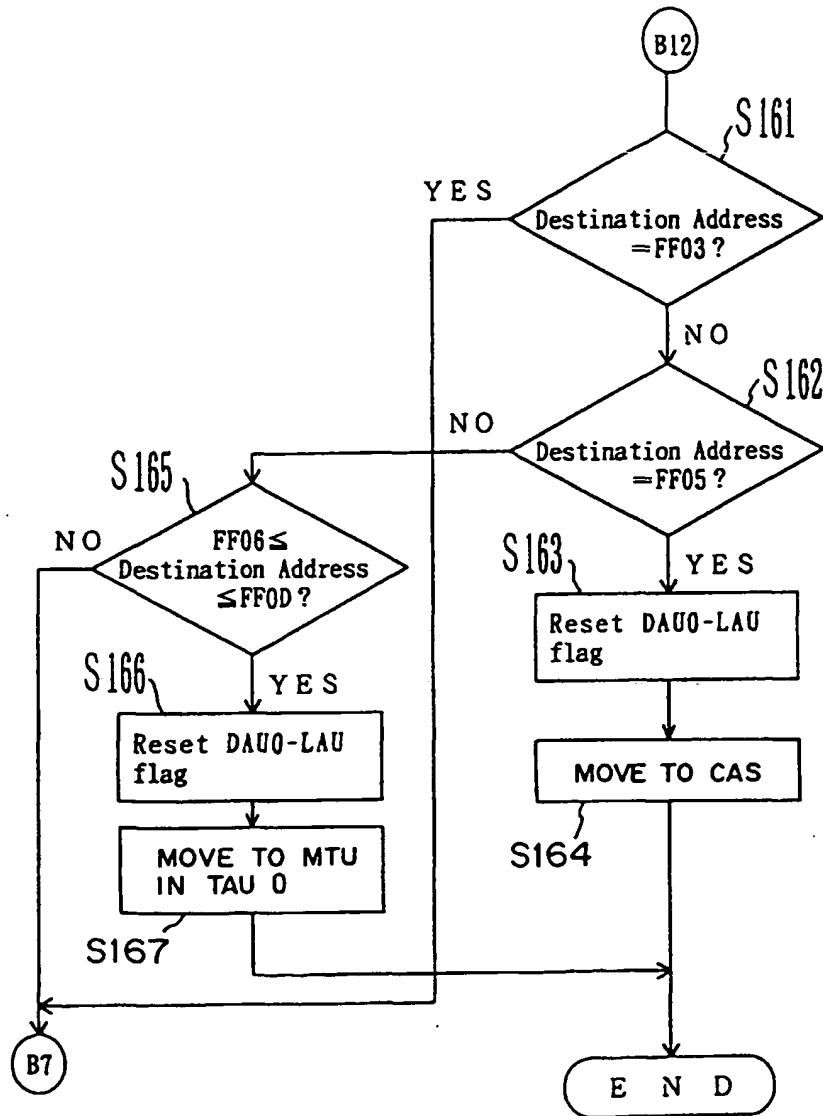 B12
S161
YES
Destination Address
=FF03?
NO
S162
NO
Destination Address
=FF05?
S165
NO
FF06≤
Destination Address
≤FF0D?
S163
YES
Reset DAU0-LAU
flag
S166
YES
Reset DAU0-LAU
flag
MOVE TO CAS
S164
MOVE TO MTU
IN TAU 0
S167
B7
END